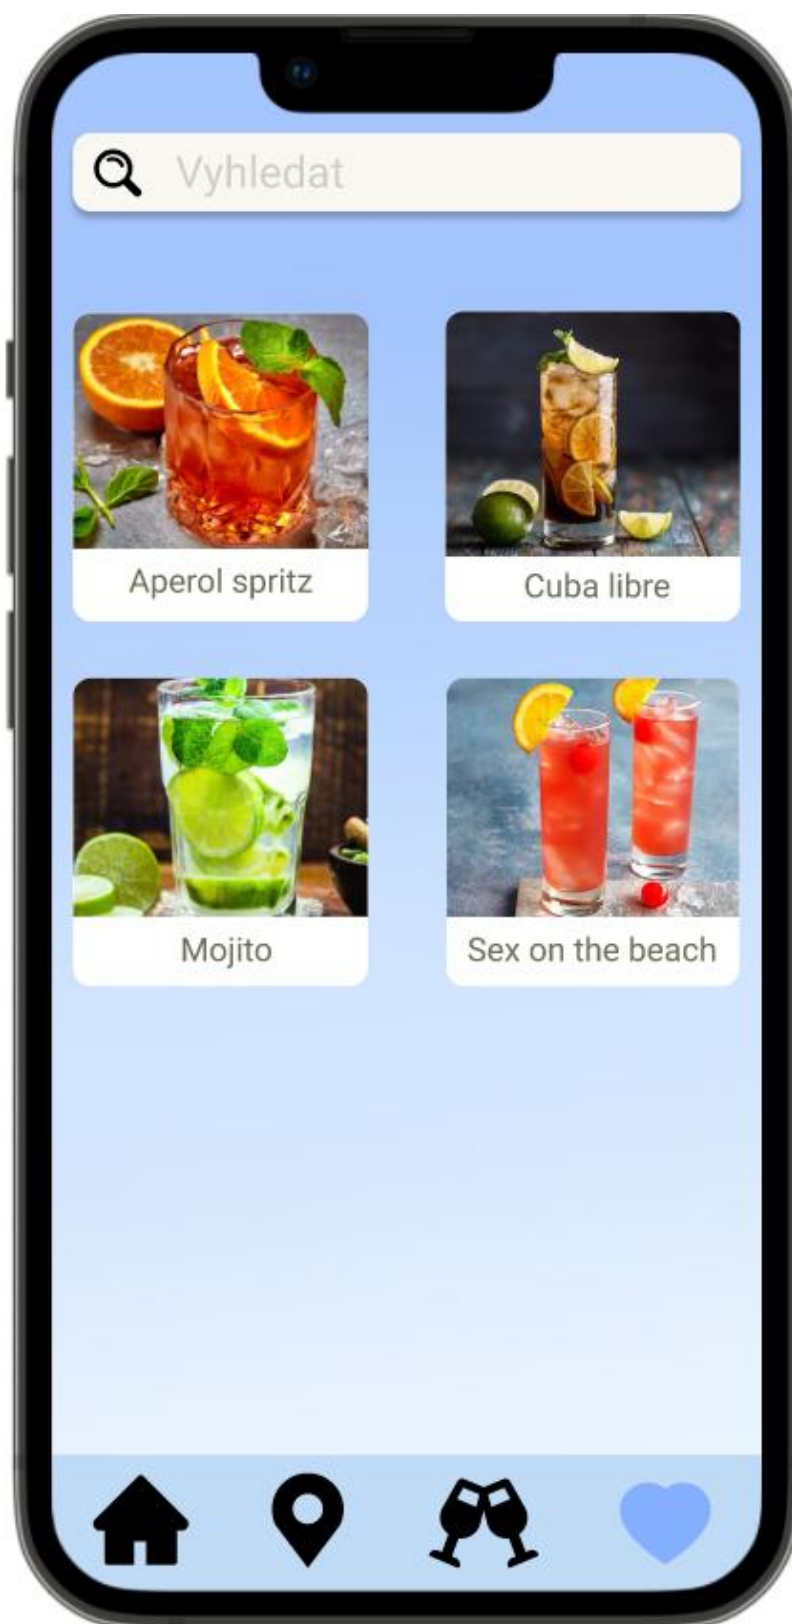 Vyhledat
Aperol spritz
Cuba libre
Mojito
Sex on the beach